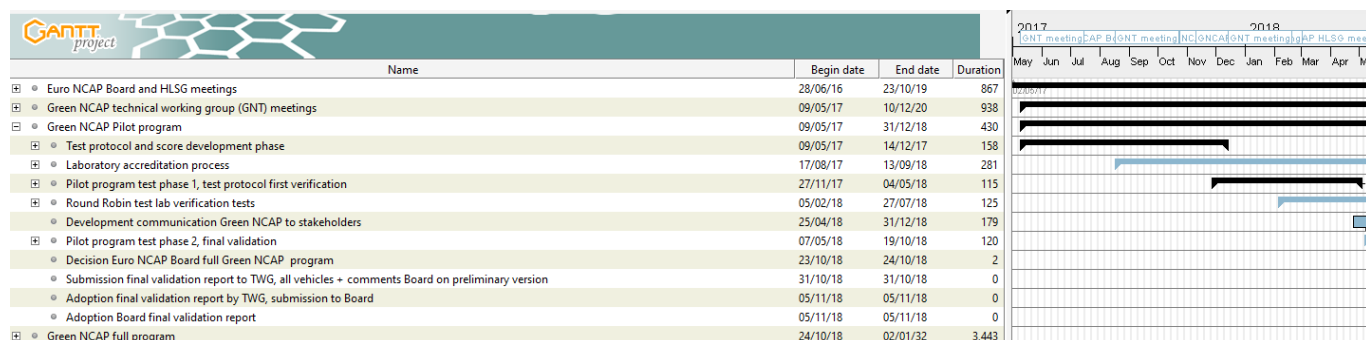 GANTT
project
2017 2018
GNT meeting CAP B GNT meeting NC GNCA GNT meeting g AP HLSG mee
Name Begin date End date Duration
May Jun Jul Aug Sep Oct Nov Dec Jan Feb Mar Apr M
Euro NCAP Board and HLSG meetings 28/06/16 23/10/19 867
02/05/17
Green NCAP technical working group (GNT) meetings 09/05/17 10/12/20 938
Green NCAP Pilot program 09/05/17 31/12/18 430
Test protocol and score development phase 09/05/17 14/12/17 158
Laboratory accreditation process 17/08/17 13/09/18 281
Pilot program test phase 1, test protocol first verification 27/11/17 04/05/18 115
Round Robin test lab verification tests 05/02/18 27/07/18 125
Development communication Green NCAP to stakeholders 25/04/18 31/12/18 179
Pilot program test phase 2, final validation 07/05/18 19/10/18 120
Decision Euro NCAP Board full Green NCAP program 23/10/18 24/10/18 2
Submission final validation report to TWG, all vehicles + comments Board on preliminary version 31/10/18 31/10/18 0
Adoption final validation report by TWG, submission to Board 05/11/18 05/11/18 0
Adoption Board final validation report 05/11/18 05/11/18 0
Green NCAP full program 24/10/18 02/01/32 3.443